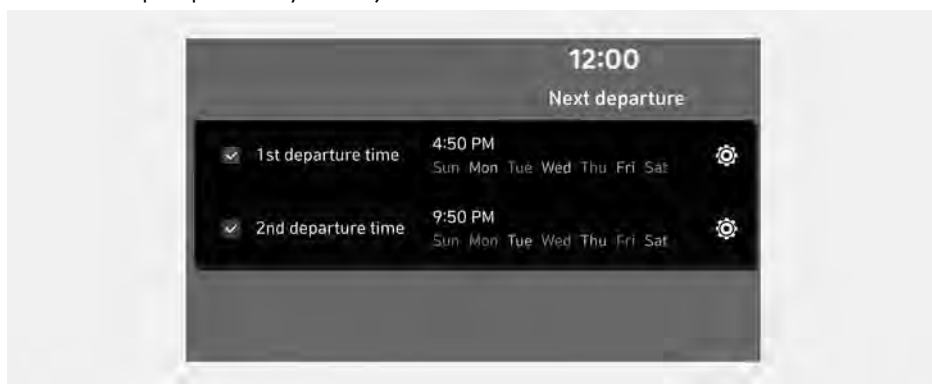 12:00
Next departure
1st departure time
4:50 PM
Sun Mon Tue Wed Thu Fri Sat
2nd departure time
9:50 PM
Sun Mon Tue Wed Thu Fri Sat